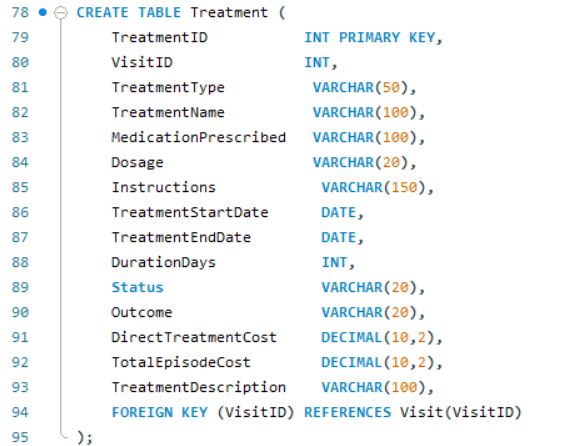 78 CREATE TABLE Treatment (
79 TreatmentID INT PRIMARY KEY,
80 VisitID INT,
81 TreatmentType VARCHAR(50),
82 TreatmentName VARCHAR(100),
83 MedicationPrescribed VARCHAR(100),
84 Dosage VARCHAR(20),
85 Instructions VARCHAR(150),
86 TreatmentStartDate DATE,
87 TreatmentEndDate DATE,
88 DurationDays INT,
89 Status VARCHAR(20),
90 Outcome VARCHAR(20),
91 DirectTreatmentCost DECIMAL(10,2),
92 TotalEpisodeCost DECIMAL(10,2),
93 TreatmentDescription VARCHAR(100),
94 FOREIGN KEY (VisitID) REFERENCES Visit(VisitID)
95 );